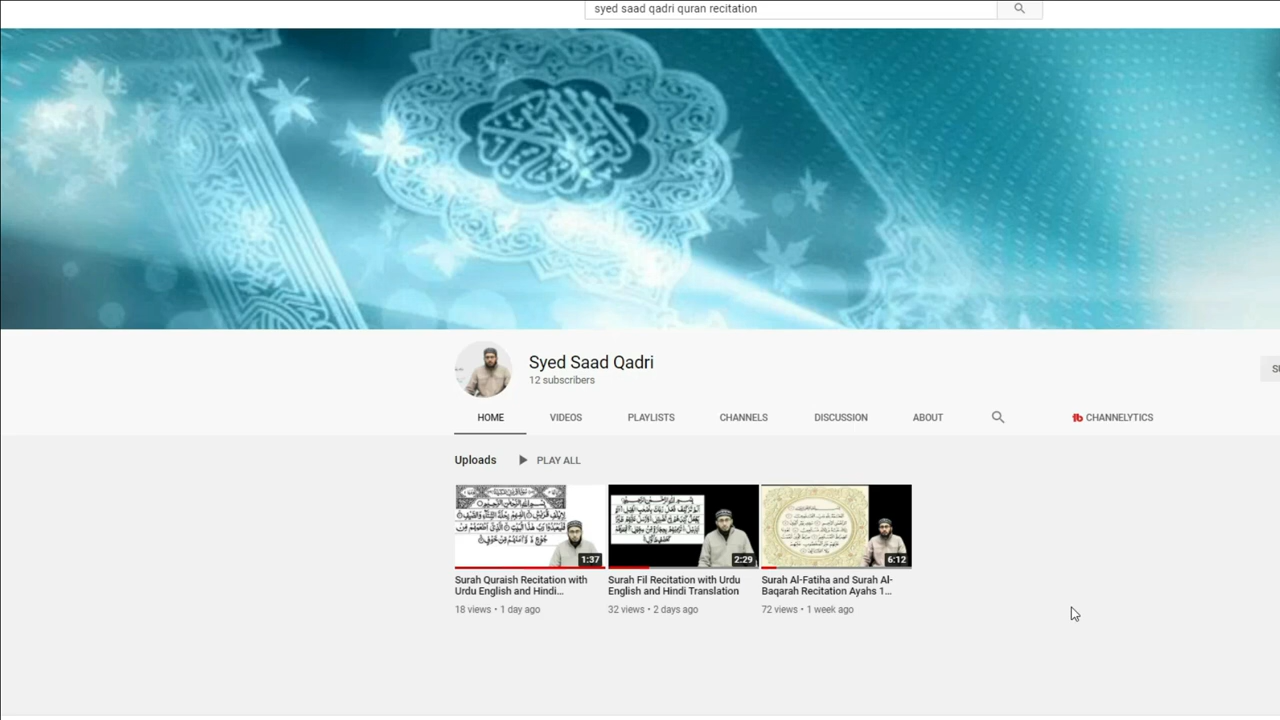 syed saad qadri quran recitation
Syed Saad Qadri
12 subscribers
HOME VIDEOS PLAYLISTS CHANNELS DISCUSSION ABOUT CHANNELYTICS
Uploads PLAY ALL
1:37 2:29 6:12
Surah Quraish Recitation with
Urdu English and Hindi...
18 views • 1 day ago
Surah Fil Recitation with Urdu
English and Hindi Translation
32 views • 2 days ago
Surah Al-Fatiha and Surah Al-
Baqarah Recitation Ayahs 1...
72 views • 1 week ago